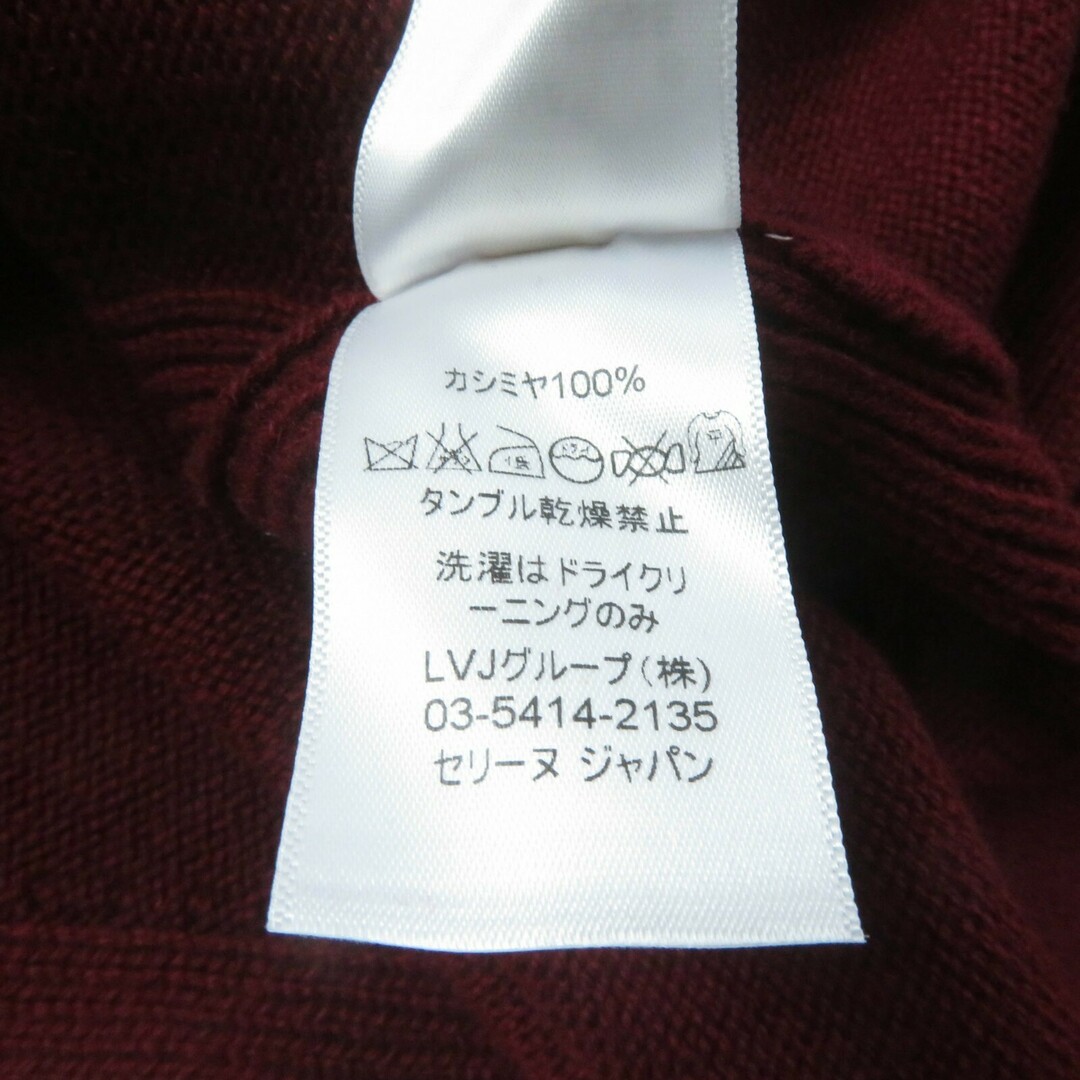 カシミヤ100%
タンブル乾燥禁止
洗濯はドライクリ
ーニングのみ
LVJグループ(株)
03-5414-2135
セリーヌ ジャパン